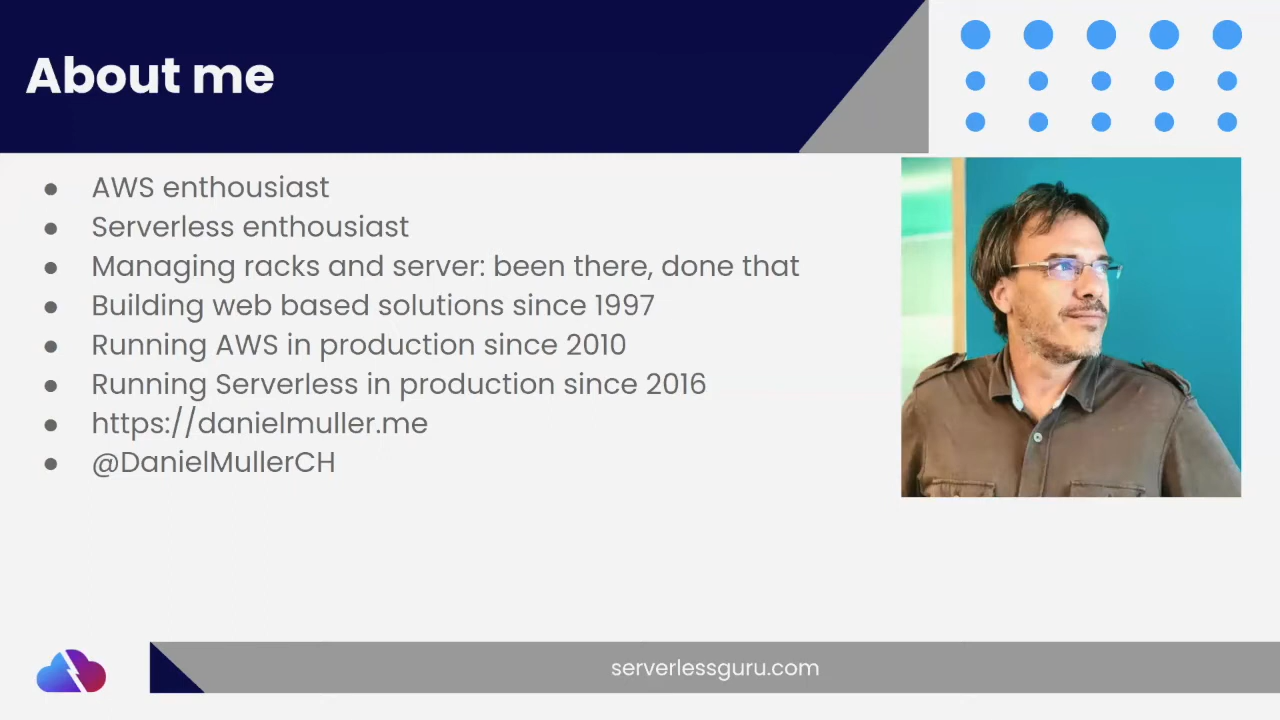 About me
● AWS enthousiast
● Serverless enthousiast
● Managing racks and server: been there, done that
● Building web based solutions since 1997
● Running AWS in production since 2010
● Running Serverless in production since 2016
● https://danielmuller.me
● @DanielMullerCH
serverlessguru.com